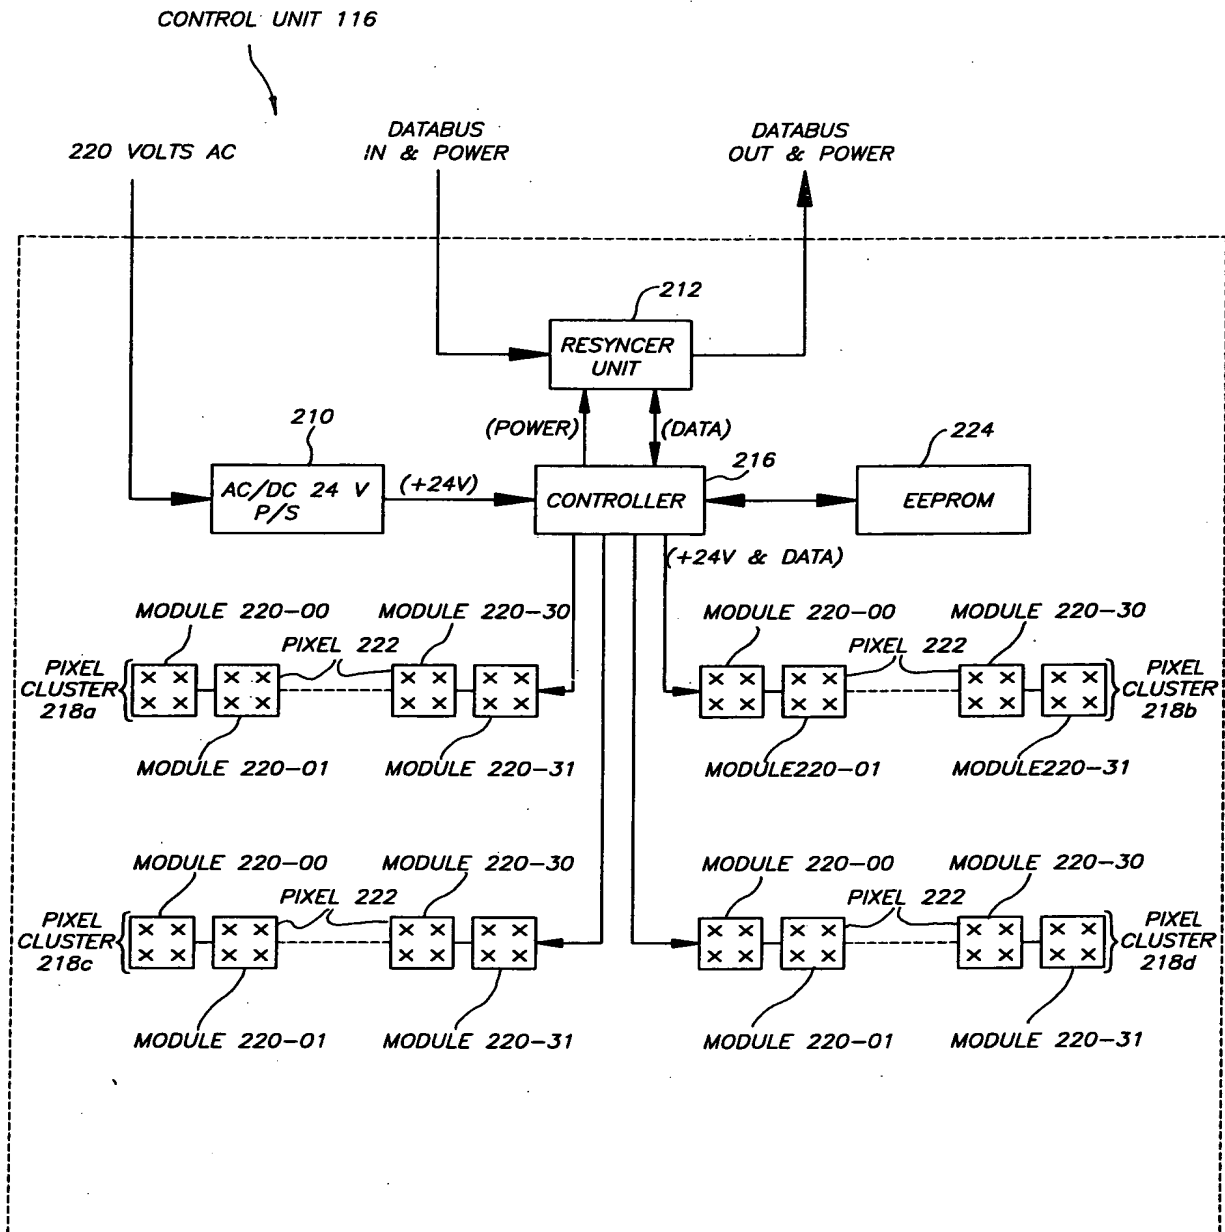 CONTROL UNIT 116
220 VOLTS AC
DATABUS
IN & POWER
DATABUS
OUT & POWER
212
RESYNCER
UNIT
(POWER)
(DATA)
210
AC/DC 24 V
P/S
(+24V)
216
CONTROLLER
224
EEPROM
(+24V & DATA)
MODULE 220-00
MODULE 220-30
PIXEL 222
PIXEL
CLUSTER
218a
MODULE 220-01
MODULE 220-31
MODULE 220-00
MODULE 220-30
PIXEL 222
PIXEL
CLUSTER
218b
MODULE220-01
MODULE220-31
MODULE 220-00
MODULE 220-30
PIXEL 222
PIXEL
CLUSTER
218c
MODULE 220-01
MODULE 220-31
MODULE 220-00
MODULE 220-30
PIXEL 222
PIXEL
CLUSTER
218d
MODULE 220-01
MODULE 220-31